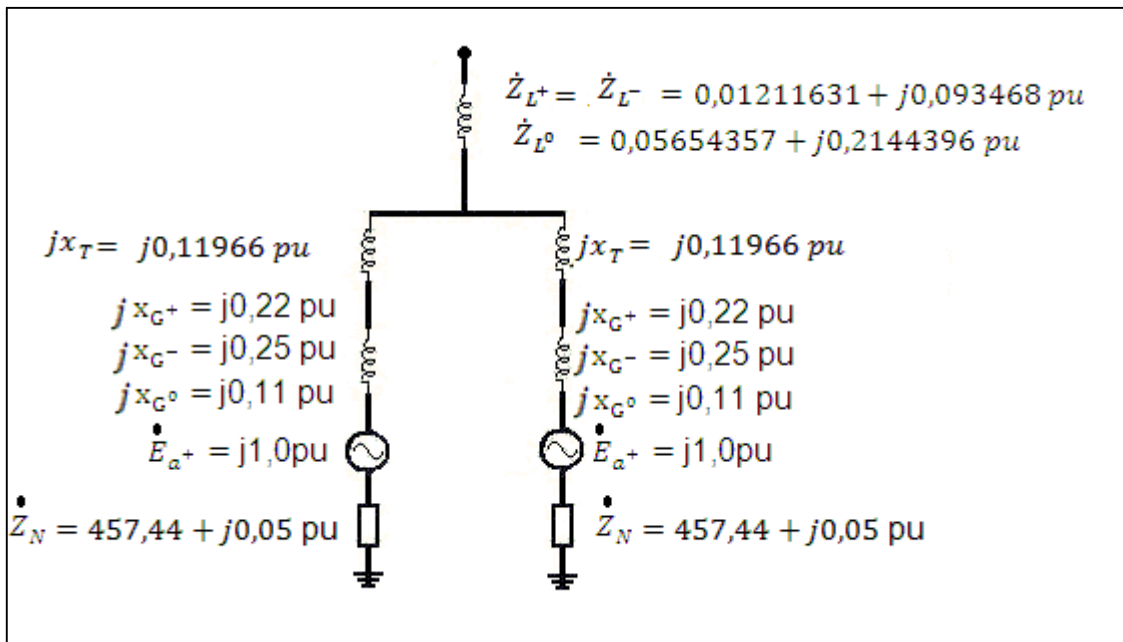 Ż_L⁺ = Ż_L⁻ = 0,01211631 + j0,093468 pu
Ż_L⁰ = 0,05654357 + j0,2144396 pu
jx_T = j0,11966 pu
jx_T = j0,11966 pu
jx_G⁺ = j0,22 pu
jx_G⁺ = j0,22 pu
jx_G⁻ = j0,25 pu
jx_G⁻ = j0,25 pu
jx_G⁰ = j0,11 pu
jx_G⁰ = j0,11 pu
Ė_a⁺ = j1,0pu
Ė_a⁺ = j1,0pu
Ż_N = 457,44 + j0,05 pu
Ż_N = 457,44 + j0,05 pu